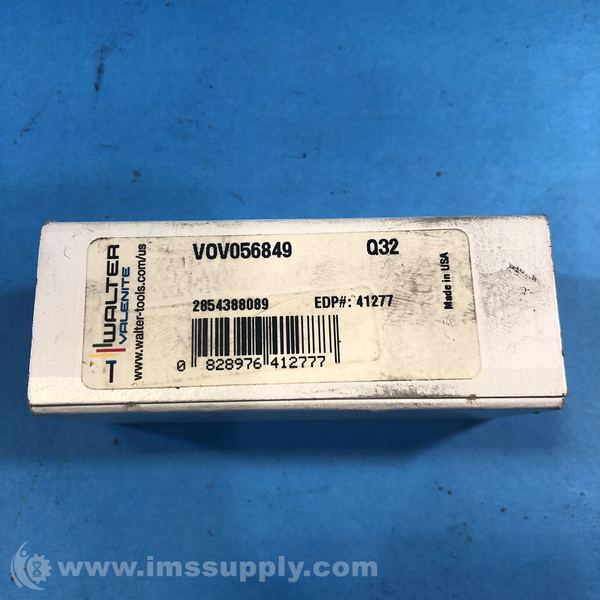 VOV056849 Q32
2854388089 EDP#: 41277
0 828976 412777
WALTER
VALENITE
www.walter-tools.com/us
Made in USA
www.imssupply.com